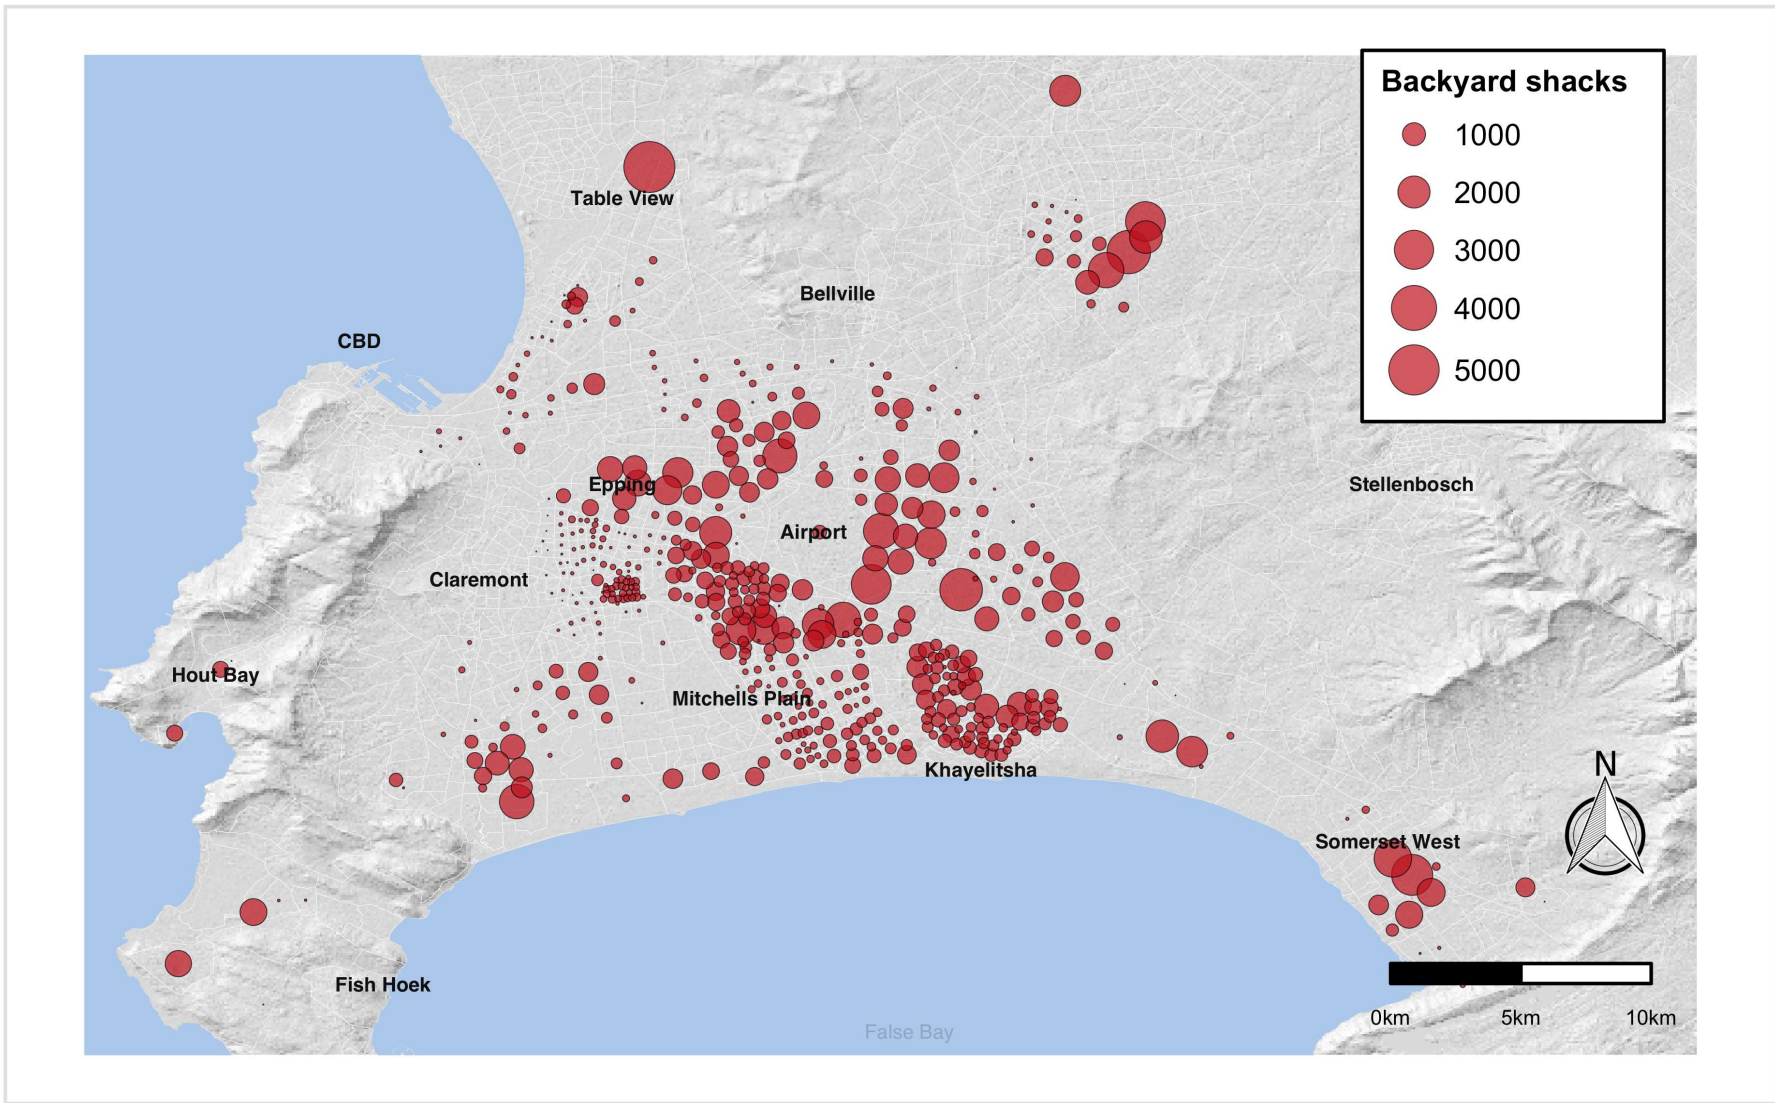 Backyard shacks
1000
2000
3000
4000
5000
Table View
Bellville
CBD
Epping
Stellenbosch
Airport
Claremont
Hout Bay
Mitchells Plain
Khayelitsha
N
Somerset West
Fish Hoek
False Bay
0km 5km 10km